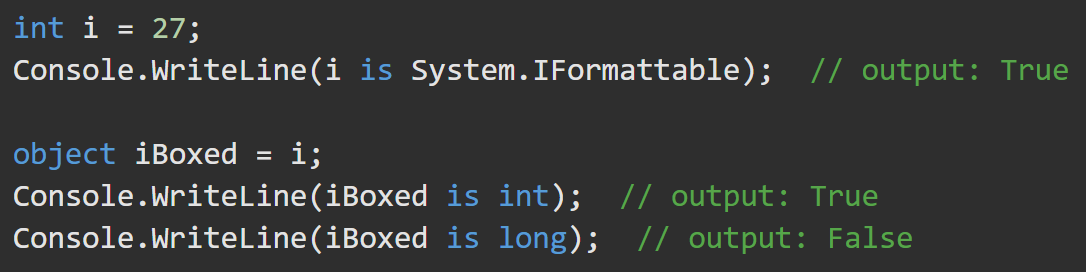 int i = 27;
Console.WriteLine(i is System.IFormattable);  // output: True

object iBoxed = i;
Console.WriteLine(iBoxed is int);  // output: True
Console.WriteLine(iBoxed is long);  // output: False